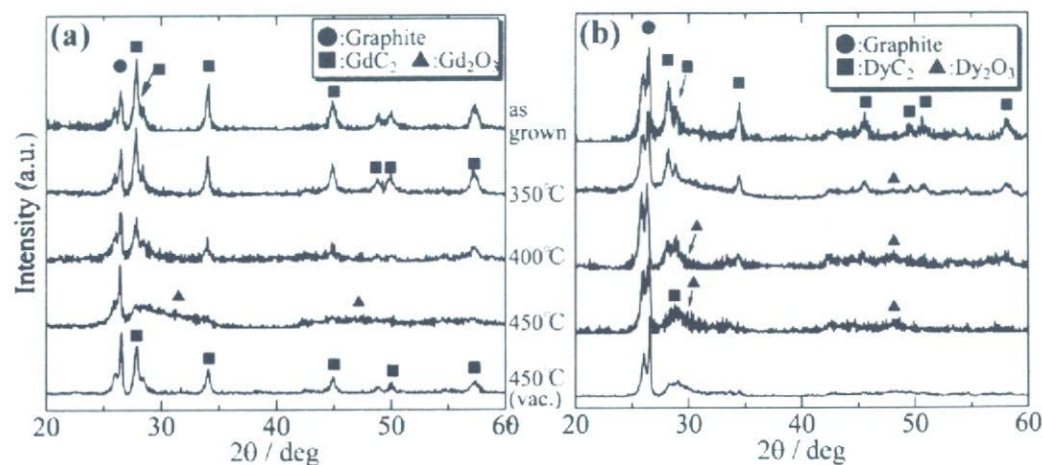 (a)
●:Graphite
■:GdC₂ ▲:Gd₂O₃
as
grown
350℃
400℃
450℃
450℃
(vac.)
Intensity (a.u.)
20 30 40 50 60
2θ / deg
(b)
●:Graphite
■:DyC₂ ▲:Dy₂O₃
20 30 40 50 60
2θ / deg